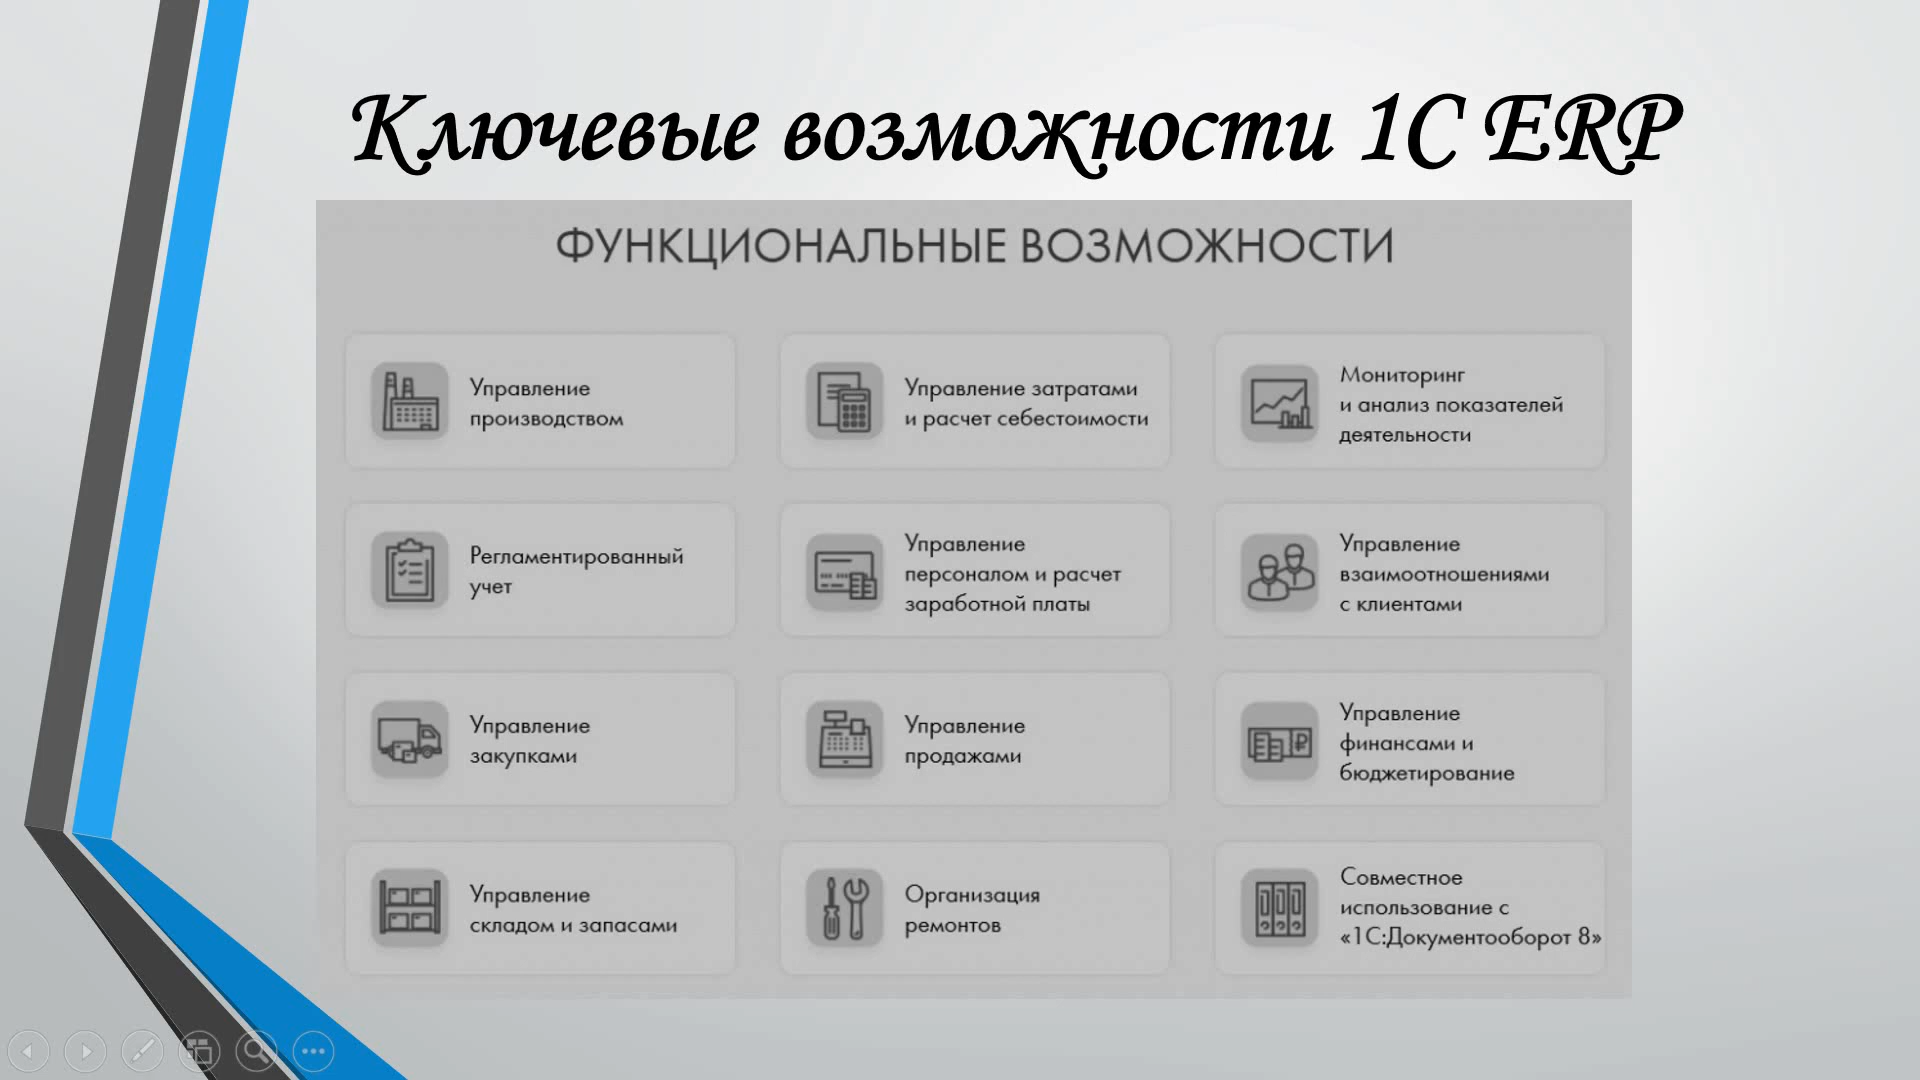 Ключевые возможности 1С ERP
ФУНКЦИОНАЛЬНЫЕ ВОЗМОЖНОСТИ
Управление
производством
Управление затратами
и расчет себестоимости
Мониторинг
и анализ показателей
деятельности
Регламентированный
учет
Управление
персоналом и расчет
заработной платы
Управление
взаимоотношениями
с клиентами
Управление
закупками
Управление
продажами
Управление
финансами и
бюджетирование
Управление
складом и запасами
Организация
ремонтов
Совместное
использование с
«1С:Документооборот 8»